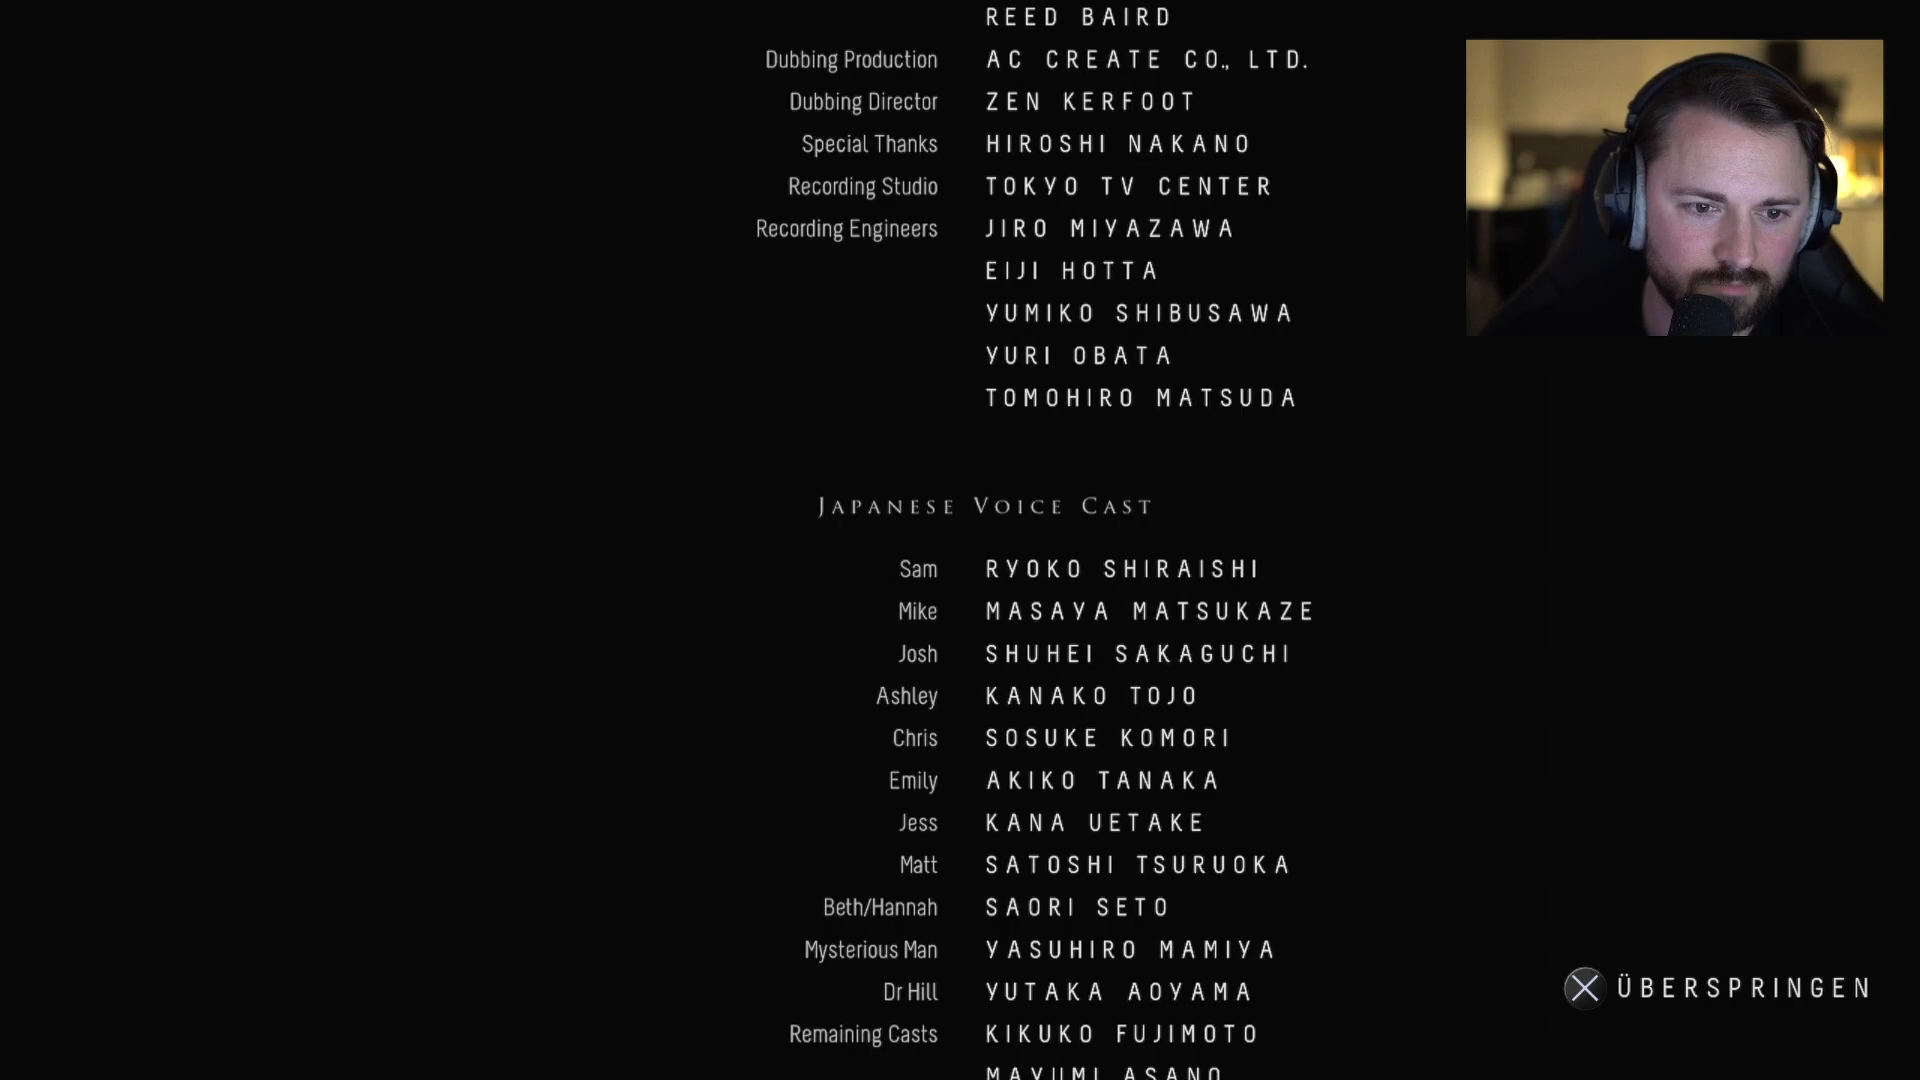 REED BAIRD
Dubbing Production AC CREATE CO., LTD.
Dubbing Director ZEN KERFOOT
Special Thanks HIROSHI NAKANO
Recording Studio TOKYO TV CENTER
Recording Engineers JIRO MIYAZAWA
EIJI HOTTA
YUMIKO SHIBUSAWA
YURI OBATA
TOMOHIRO MATSUDA
JAPANESE VOICE CAST
Sam RYOKO SHIRAISHI
Mike MASAYA MATSUKAZE
Josh SHUHEI SAKAGUCHI
Ashley KANAKO TOJO
Chris SOSUKE KOMORI
Emily AKIKO TANAKA
Jess KANA UETAKE
Matt SATOSHI TSURUOKA
Beth/Hannah SAORI SETO
Mysterious Man YASUHIRO MAMIYA
Dr Hill YUTAKA AOYAMA
Remaining Casts KIKUKO FUJIMOTO
MAYUMI ASANO
ÜBERSPRINGEN